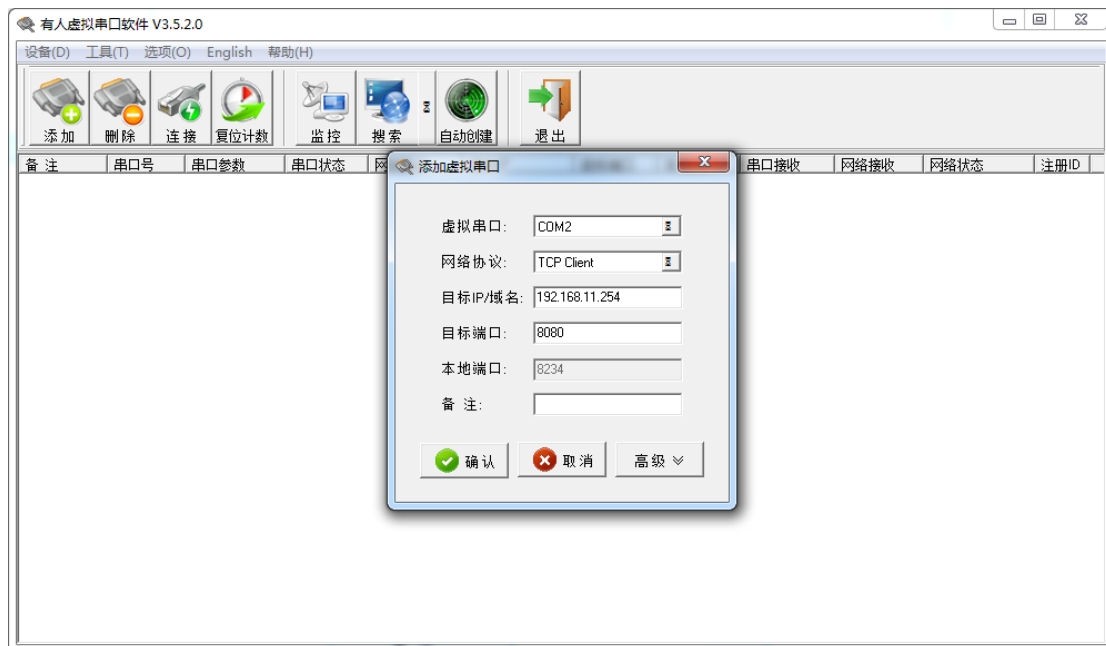 有人虚拟串口软件 V3.5.2.0
设备(D) 工具(T) 选项(O) English 帮助(H)
添加 删除 连接 复位计数 监控 搜索 自动创建 退出
备 注 串口号 串口参数 串口状态 网 串口接收 网络接收 网络状态 注册ID
添加虚拟串口
虚拟串口: COM2
网络协议: TCP Client
目标IP/域名: 192.168.11.254
目标端口: 8080
本地端口: 8234
备 注:
确认 取消 高级